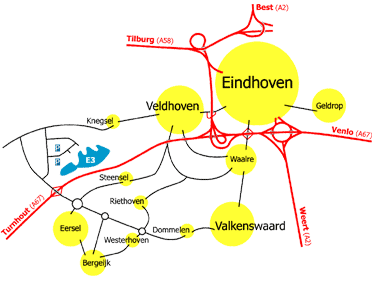 Best (A2)
Tilburg (A58)
Eindhoven
Veldhoven
Geldrop
Knegsel
Venlo (A67)
E3
Waalre
Steensel
Turnhout (A67)
Riethoven
Weert (A2)
Eersel
Dommelen
Valkenswaard
Westerhoven
Bergeijk